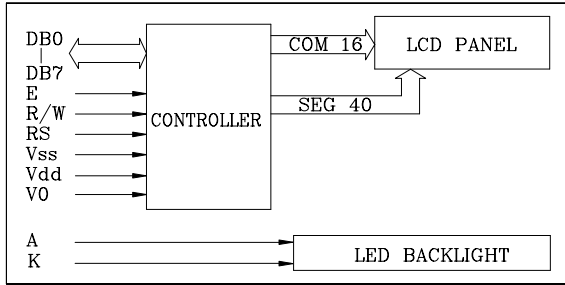 DB0
|
DB7
E
R/W
RS
Vss
Vdd
V0
A
K
CONTROLLER
COM 16
SEG 40
LCD PANEL
LED BACKLIGHT